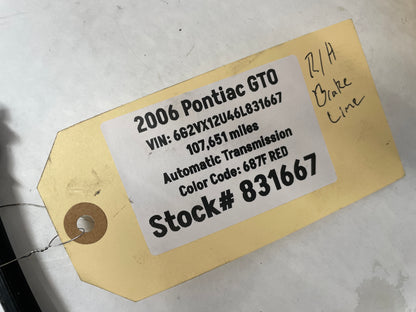 2006 Pontiac GTO
VIN: 6G2VX12U46L831667
107,651 miles
Automatic Transmission
Color Code: 687F RED
Stock# 831667
R/H
Brake
Line